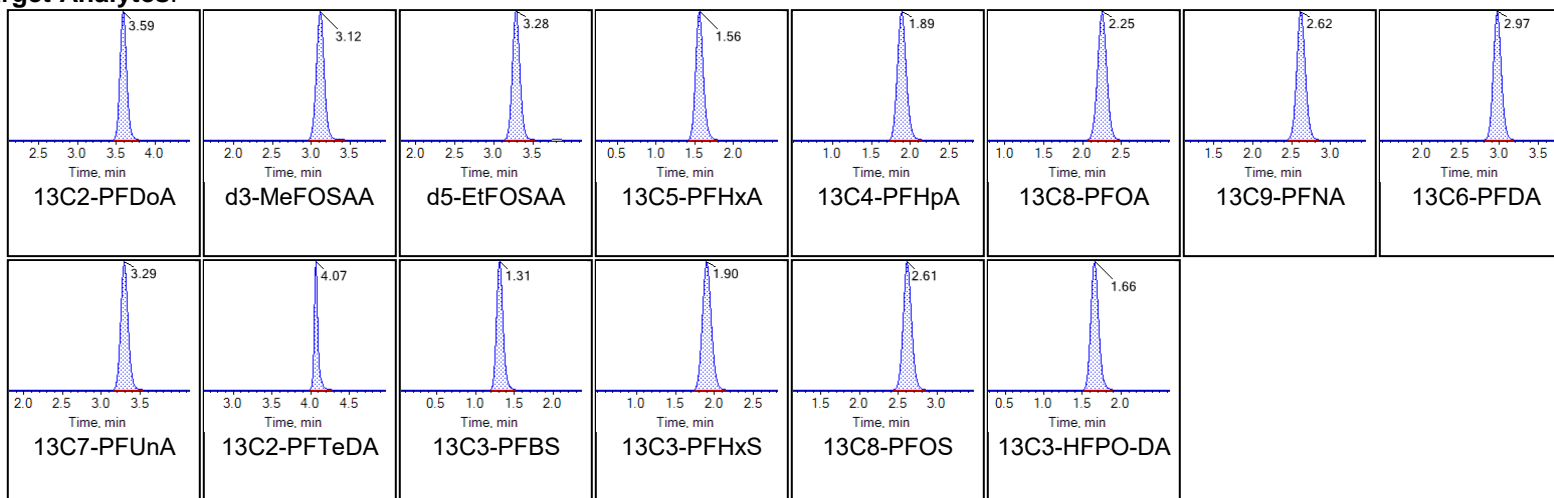 rget Analytes:
3.59 3.12 3.28 1.56 1.89 2.25 2.62 2.97
2.5 3.0 3.5 4.0 2.0 2.5 3.0 3.5 2.0 2.5 3.0 3.5 0.5 1.0 1.5 2.0 1.0 1.5 2.0 2.5 1.0 1.5 2.0 2.5 1.5 2.0 2.5 3.0 2.0 2.5 3.0 3.5
Time, min Time, min Time, min Time, min Time, min Time, min Time, min Time, min
13C2-PFDoA d3-MeFOSAA d5-EtFOSAA 13C5-PFHxA 13C4-PFHpA 13C8-PFOA 13C9-PFNA 13C6-PFDA
3.29 4.07 1.31 1.90 2.61 1.66
2.0 2.5 3.0 3.5 3.0 3.5 4.0 4.5 0.5 1.0 1.5 2.0 1.0 1.5 2.0 2.5 1.5 2.0 2.5 3.0 0.5 1.0 1.5 2.0
Time, min Time, min Time, min Time, min Time, min Time, min
13C7-PFUnA 13C2-PFTeDA 13C3-PFBS 13C3-PFHxS 13C8-PFOS 13C3-HFPO-DA